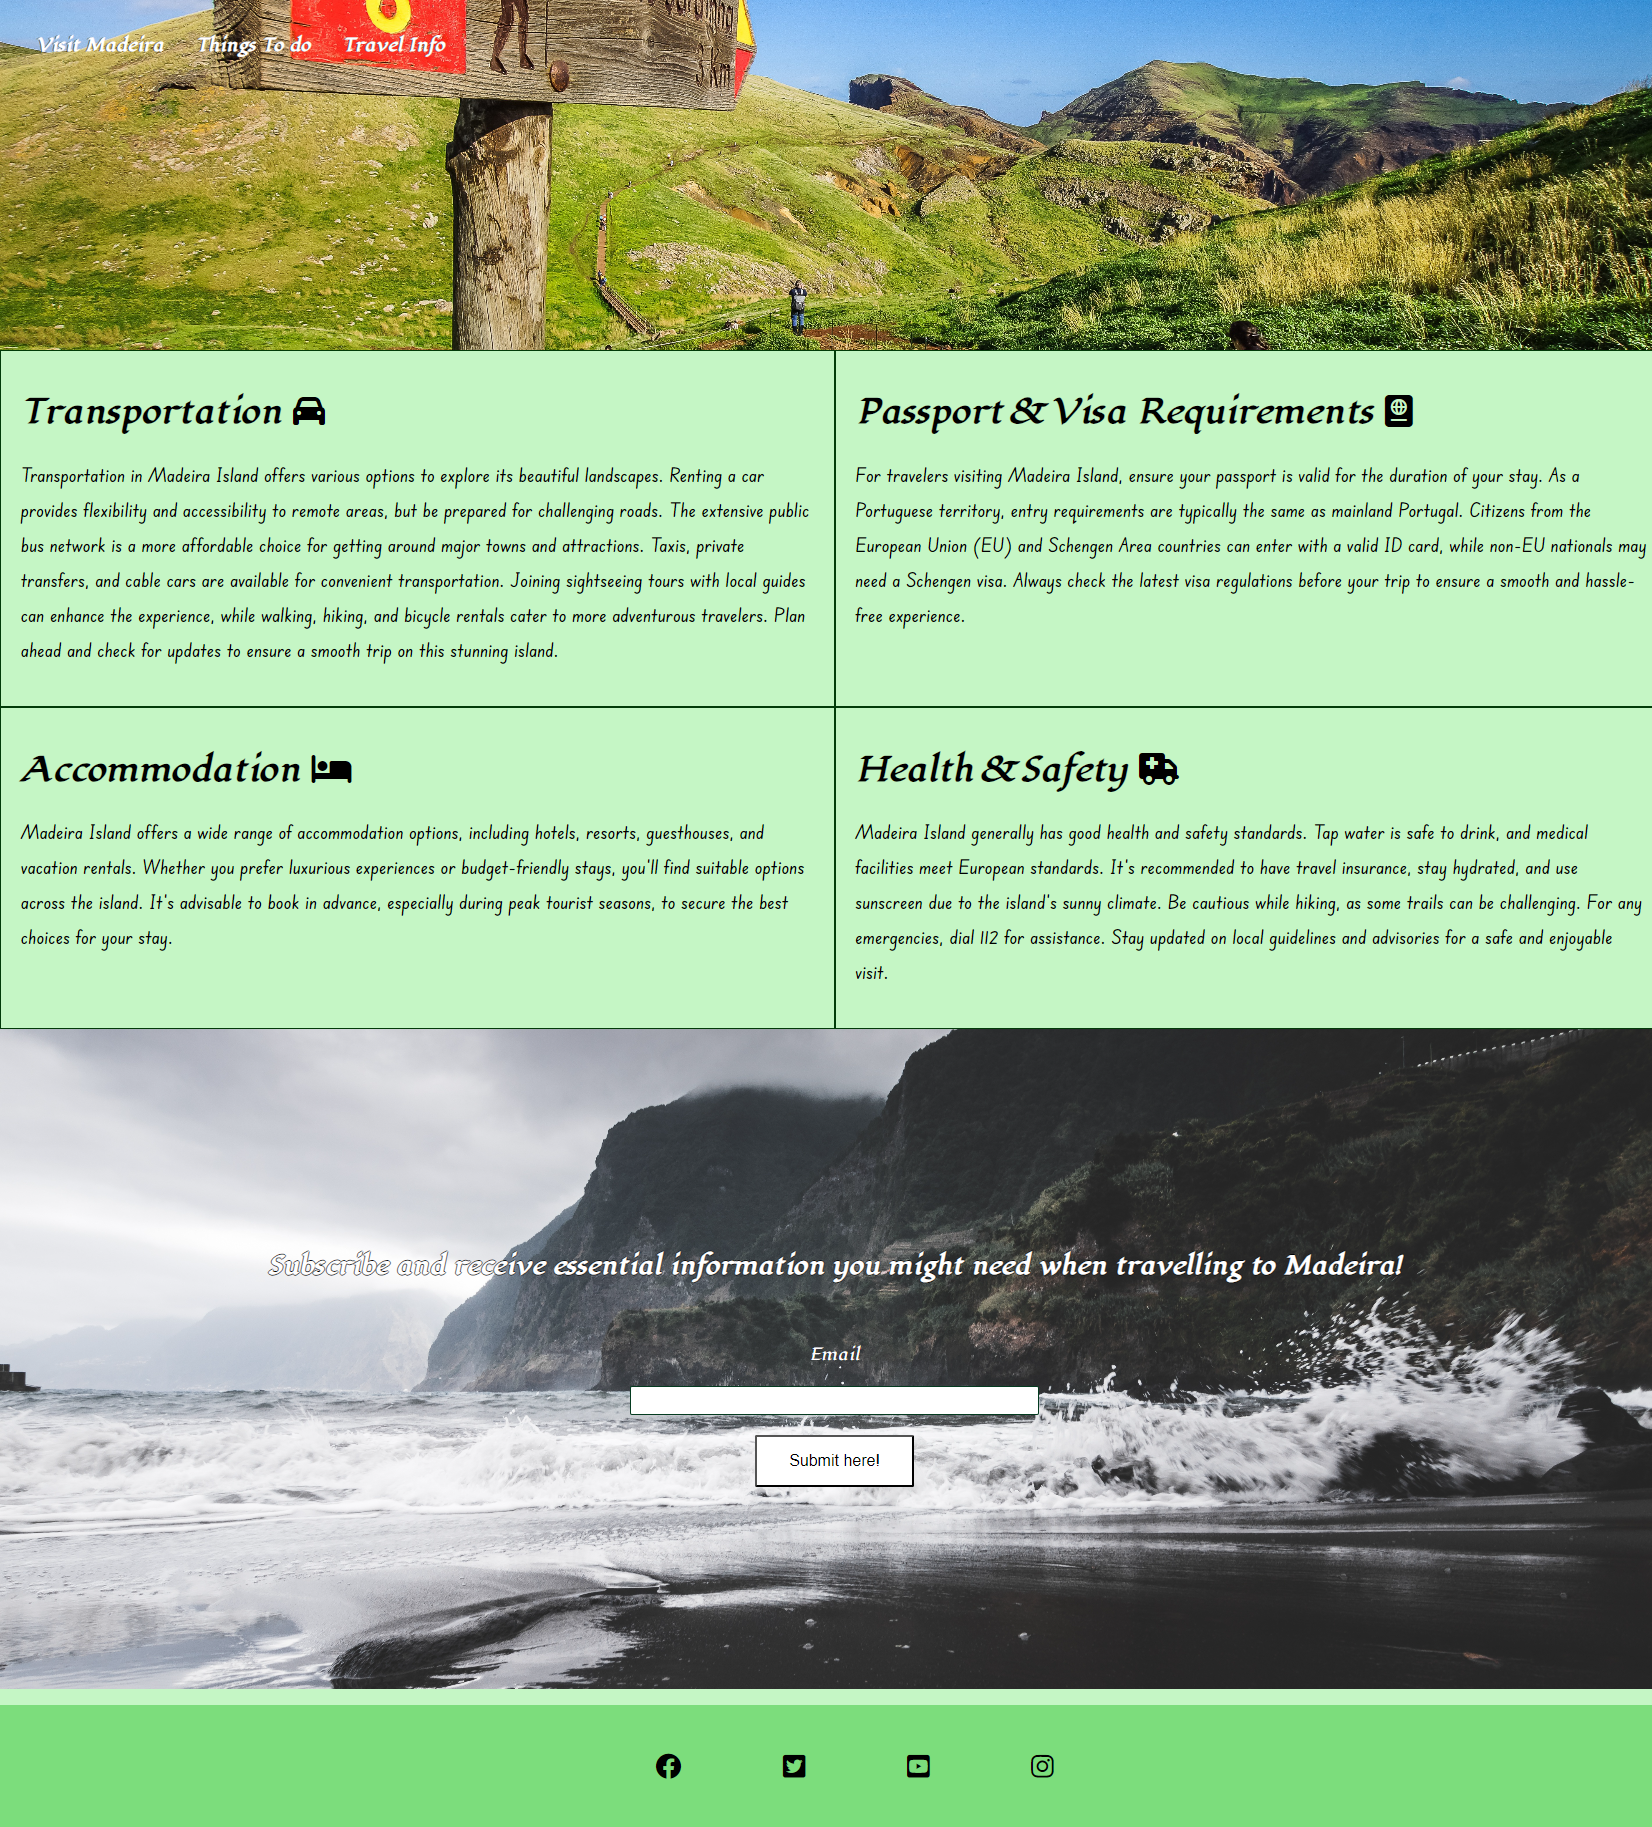 Visit Madeira Things To do Travel Info
3 km
Transportation
Transportation in Madeira Island offers various options to explore its beautiful landscapes. Renting a car
provides flexibility and accessibility to remote areas, but be prepared for challenging roads. The extensive public
bus network is a more affordable choice for getting around major towns and attractions. Taxis, private
transfers, and cable cars are available for convenient transportation. Joining sightseeing tours with local guides
can enhance the experience, while walking, hiking, and bicycle rentals cater to more adventurous travelers. Plan
ahead and check for updates to ensure a smooth trip on this stunning island.
Passport & Visa Requirements
For travelers visiting Madeira Island, ensure your passport is valid for the duration of your stay. As a
Portuguese territory, entry requirements are typically the same as mainland Portugal. Citizens from the
European Union (EU) and Schengen Area countries can enter with a valid ID card, while non-EU nationals may
need a Schengen visa. Always check the latest visa regulations before your trip to ensure a smooth and hassle-
free experience.
Accommodation
Madeira Island offers a wide range of accommodation options, including hotels, resorts, guesthouses, and
vacation rentals. Whether you prefer luxurious experiences or budget-friendly stays, you'll find suitable options
across the island. It's advisable to book in advance, especially during peak tourist seasons, to secure the best
choices for your stay.
Health & Safety
Madeira Island generally has good health and safety standards. Tap water is safe to drink, and medical
facilities meet European standards. It's recommended to have travel insurance, stay hydrated, and use
sunscreen due to the island's sunny climate. Be cautious while hiking, as some trails can be challenging. For any
emergencies, dial 112 for assistance. Stay updated on local guidelines and advisories for a safe and enjoyable
visit.
Subscribe and receive essential information you might need when travelling to Madeira!
Email
Submit here!